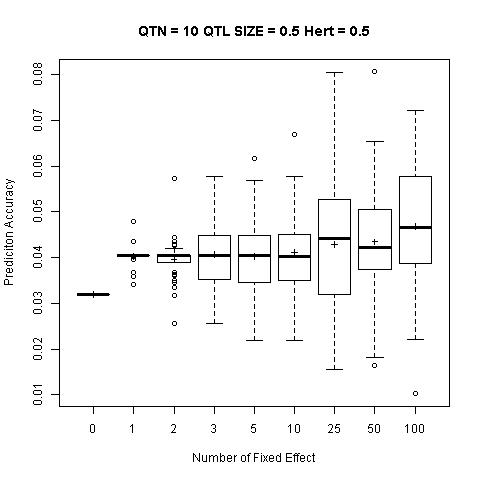 QTN = 10 QTL SIZE = 0.5 Hert = 0.5
Prediciton Accuracy
0.08
0.07
0.06
0.05
0.04
0.03
0.02
0.01
0 1 2 3 5 10 25 50 100
Number of Fixed Effect